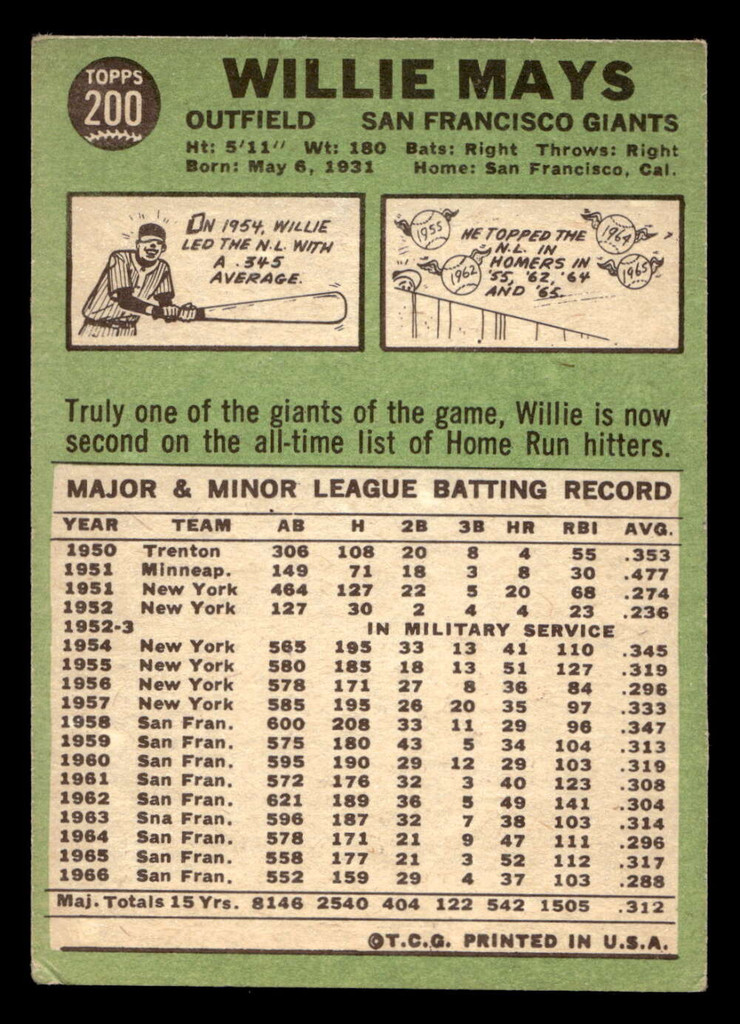 TOPPS
200
WILLIE MAYS
OUTFIELD SAN FRANCISCO GIANTS
Ht: 5'11" Wt: 180 Bats: Right Throws: Right
Born: May 6, 1931 Home: San Francisco, Cal.
IN 1954, WILLIE
LED THE N.L. WITH
A .345
AVERAGE.
1955
1964
1962
1965
HE TOPPED THE
N.L. IN
HOMERS IN
'55, '62, '64
AND '65.
Truly one of the giants of the game, Willie is now
second on the all-time list of Home Run hitters.
MAJOR & MINOR LEAGUE BATTING RECORD
YEAR TEAM AB H 2B 3B HR RBI AVG.
1950 Trenton 306 108 20 8 4 55 .353
1951 Minneap. 149 71 18 3 8 30 .477
1951 New York 464 127 22 5 20 68 .274
1952 New York 127 30 2 4 4 23 .236
1952-3 IN MILITARY SERVICE
1954 New York 565 195 33 13 41 110 .345
1955 New York 580 185 18 13 51 127 .319
1956 New York 578 171 27 8 36 84 .296
1957 New York 585 195 26 20 35 97 .333
1958 San Fran. 600 208 33 11 29 96 .347
1959 San Fran. 575 180 43 5 34 104 .313
1960 San Fran. 595 190 29 12 29 103 .319
1961 San Fran. 572 176 32 3 40 123 .308
1962 San Fran. 621 189 36 5 49 141 .304
1963 Sna Fran. 596 187 32 7 38 103 .314
1964 San Fran. 578 171 21 9 47 111 .296
1965 San Fran. 558 177 21 3 52 112 .317
1966 San Fran. 552 159 29 4 37 103 .288
Maj. Totals 15 Yrs. 8146 2540 404 122 542 1505 .312
©T.C.G. PRINTED IN U.S.A.